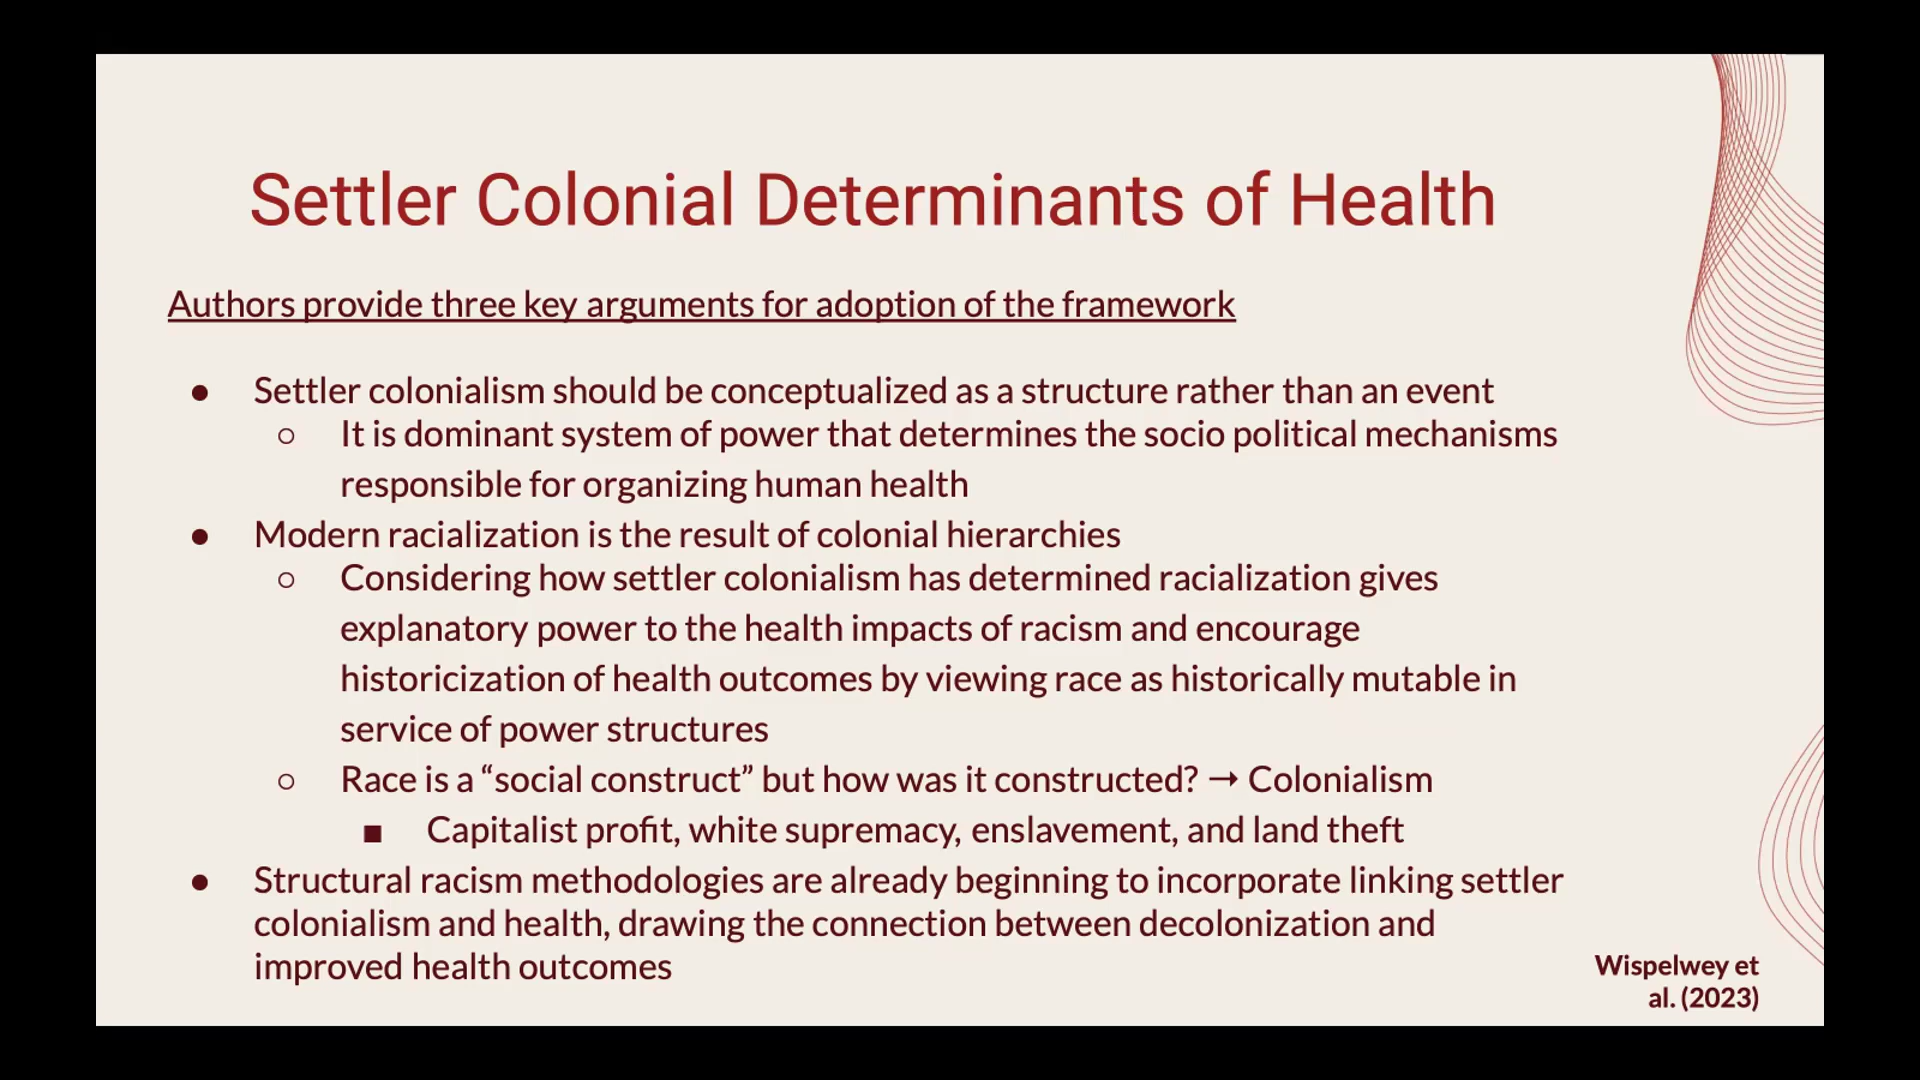 Settler Colonial Determinants of Health
Authors provide three key arguments for adoption of the framework
● Settler colonialism should be conceptualized as a structure rather than an event
○ It is dominant system of power that determines the socio political mechanisms
responsible for organizing human health
● Modern racialization is the result of colonial hierarchies
○ Considering how settler colonialism has determined racialization gives
explanatory power to the health impacts of racism and encourage
historicization of health outcomes by viewing race as historically mutable in
service of power structures
○ Race is a “social construct” but how was it constructed? → Colonialism
■ Capitalist profit, white supremacy, enslavement, and land theft
● Structural racism methodologies are already beginning to incorporate linking settler
colonialism and health, drawing the connection between decolonization and
improved health outcomes
Wispelwey et
al. (2023)